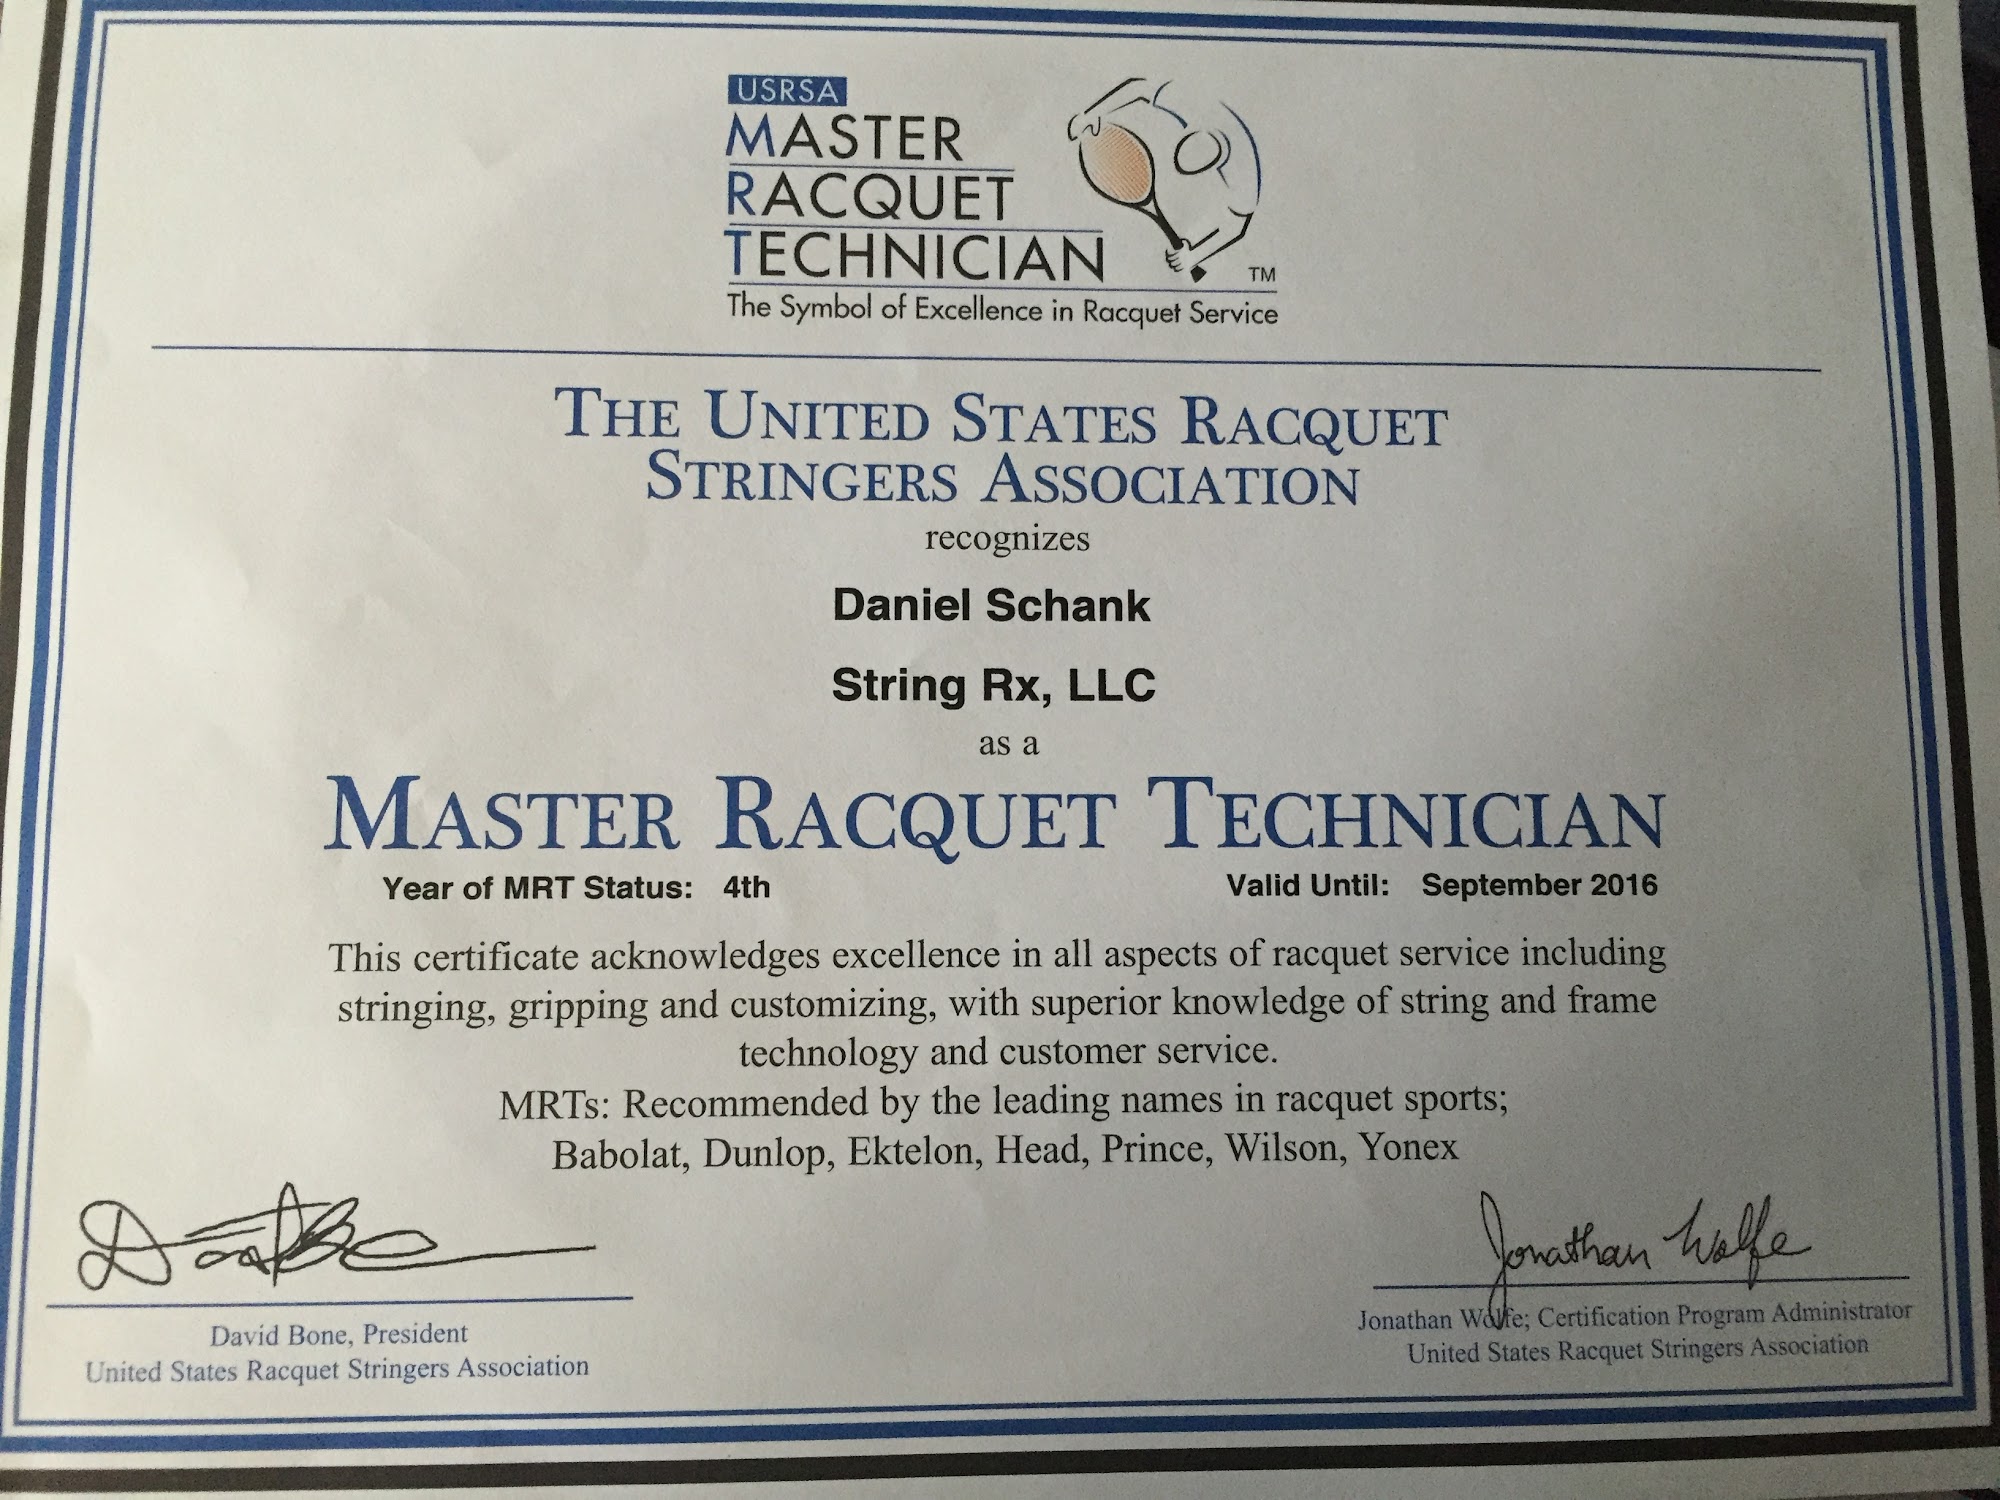 USRSA
MASTER
RACQUET
TECHNICIAN
TM
The Symbol of Excellence in Racquet Service
THE UNITED STATES RACQUET
STRINGERS ASSOCIATION
recognizes
Daniel Schank
String Rx, LLC
as a
MASTER RACQUET TECHNICIAN
Year of MRT Status: 4th Valid Until: September 2016
This certificate acknowledges excellence in all aspects of racquet service including
stringing, gripping and customizing, with superior knowledge of string and frame
technology and customer service.
MRTs: Recommended by the leading names in racquet sports;
Babolat, Dunlop, Ektelon, Head, Prince, Wilson, Yonex
David Bone, President
United States Racquet Stringers Association
Jonathan Wolfe
Jonathan Wolfe; Certification Program Administrator
United States Racquet Stringers Association